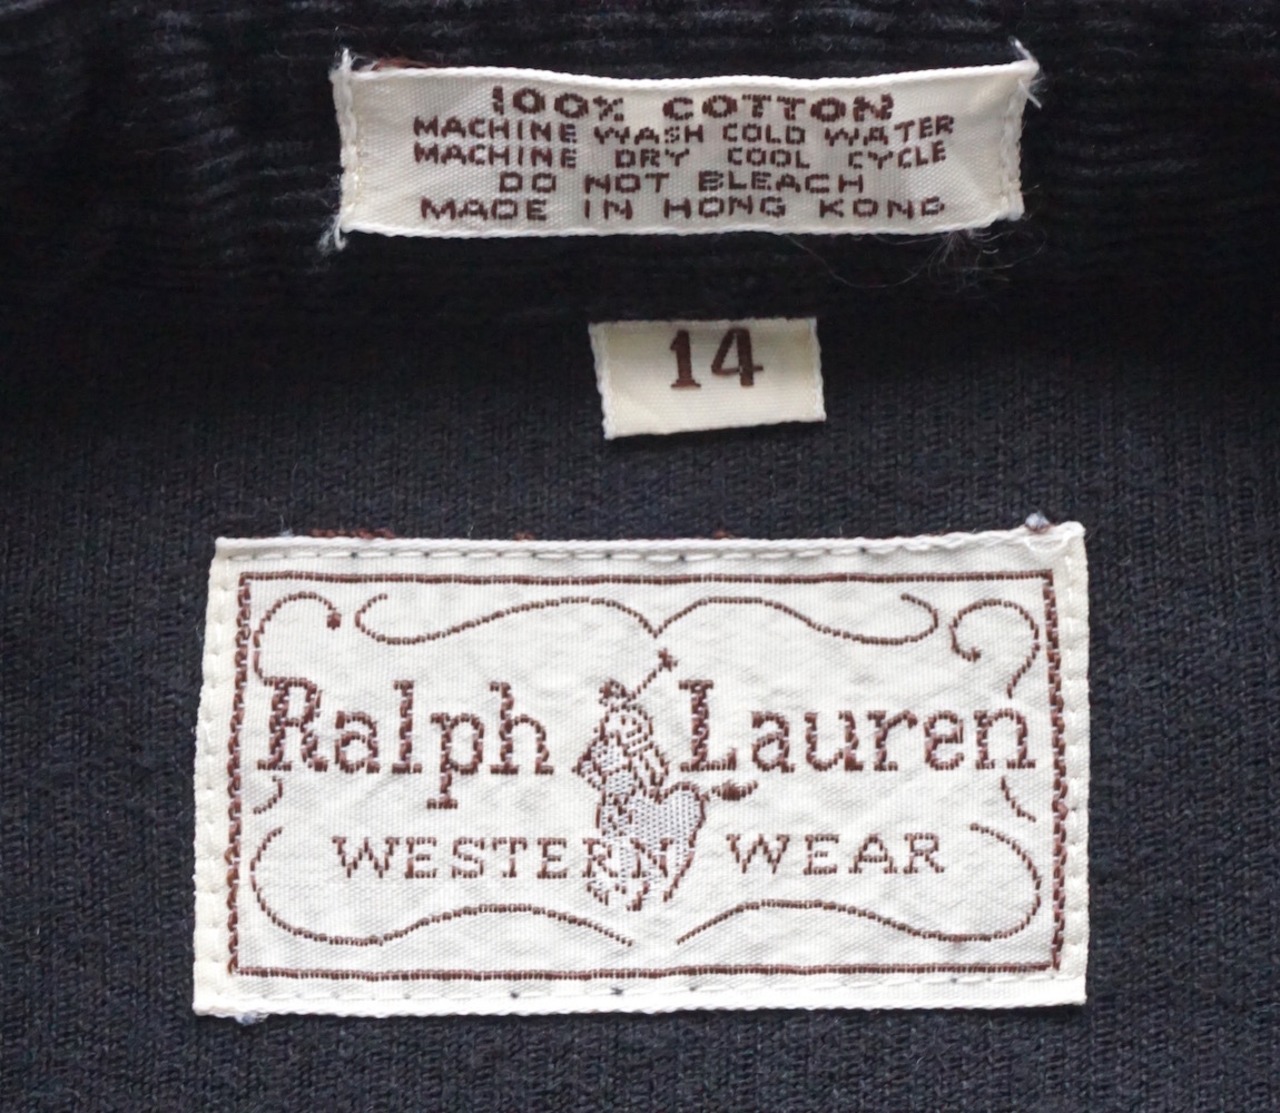 100% COTTON
MACHINE WASH COLD WATER
MACHINE DRY COOL CYCLE
DO NOT BLEACH
MADE IN HONG KONG
14
Ralph Lauren
WESTERN WEAR